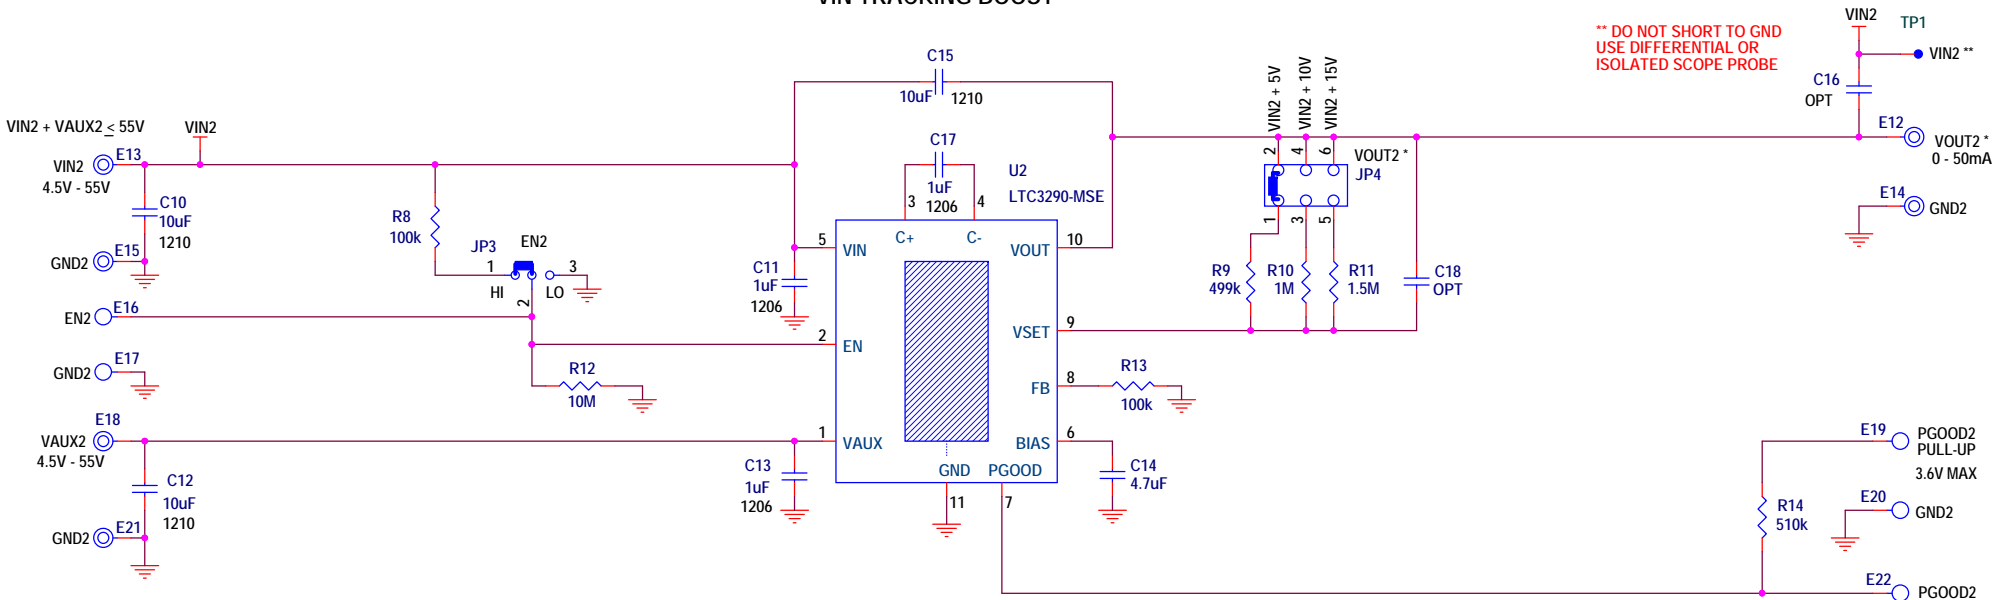 VIN TRACKING BOOST
** DO NOT SHORT TO GND
USE DIFFERENTIAL OR
ISOLATED SCOPE PROBE
VIN2
TP1
VIN2 **
C16
OPT
E12
VOUT2 *
0 - 50mA
E14
GND2
VIN2 + VAUX2 ≤ 55V
VIN2
E13
VIN2
4.5V - 55V
C10
10uF
1210
E15
GND2
R8
100k
JP3
EN2
1
3
HI
2
LO
E16
EN2
E17
GND2
R12
10M
E18
VAUX2
4.5V - 55V
C12
10uF
1210
E21
GND2
C15
10uF
1210
C17
1uF
1206
3
4
U2
LTC3290-MSE
C+
C-
5
VIN
VOUT
10
C11
1uF
1206
2
EN
VSET
9
FB
8
R13
100k
1
VAUX
BIAS
6
C13
1uF
1206
C14
4.7uF
GND
PGOOD
11
7
VIN2 + 5V
VIN2 + 10V
VIN2 + 15V
2
4
6
VOUT2 *
JP4
1
3
5
R9
499k
R10
1M
R11
1.5M
C18
OPT
E19
PGOOD2
PULL-UP
3.6V MAX
R14
510k
E20
GND2
E22
PGOOD2